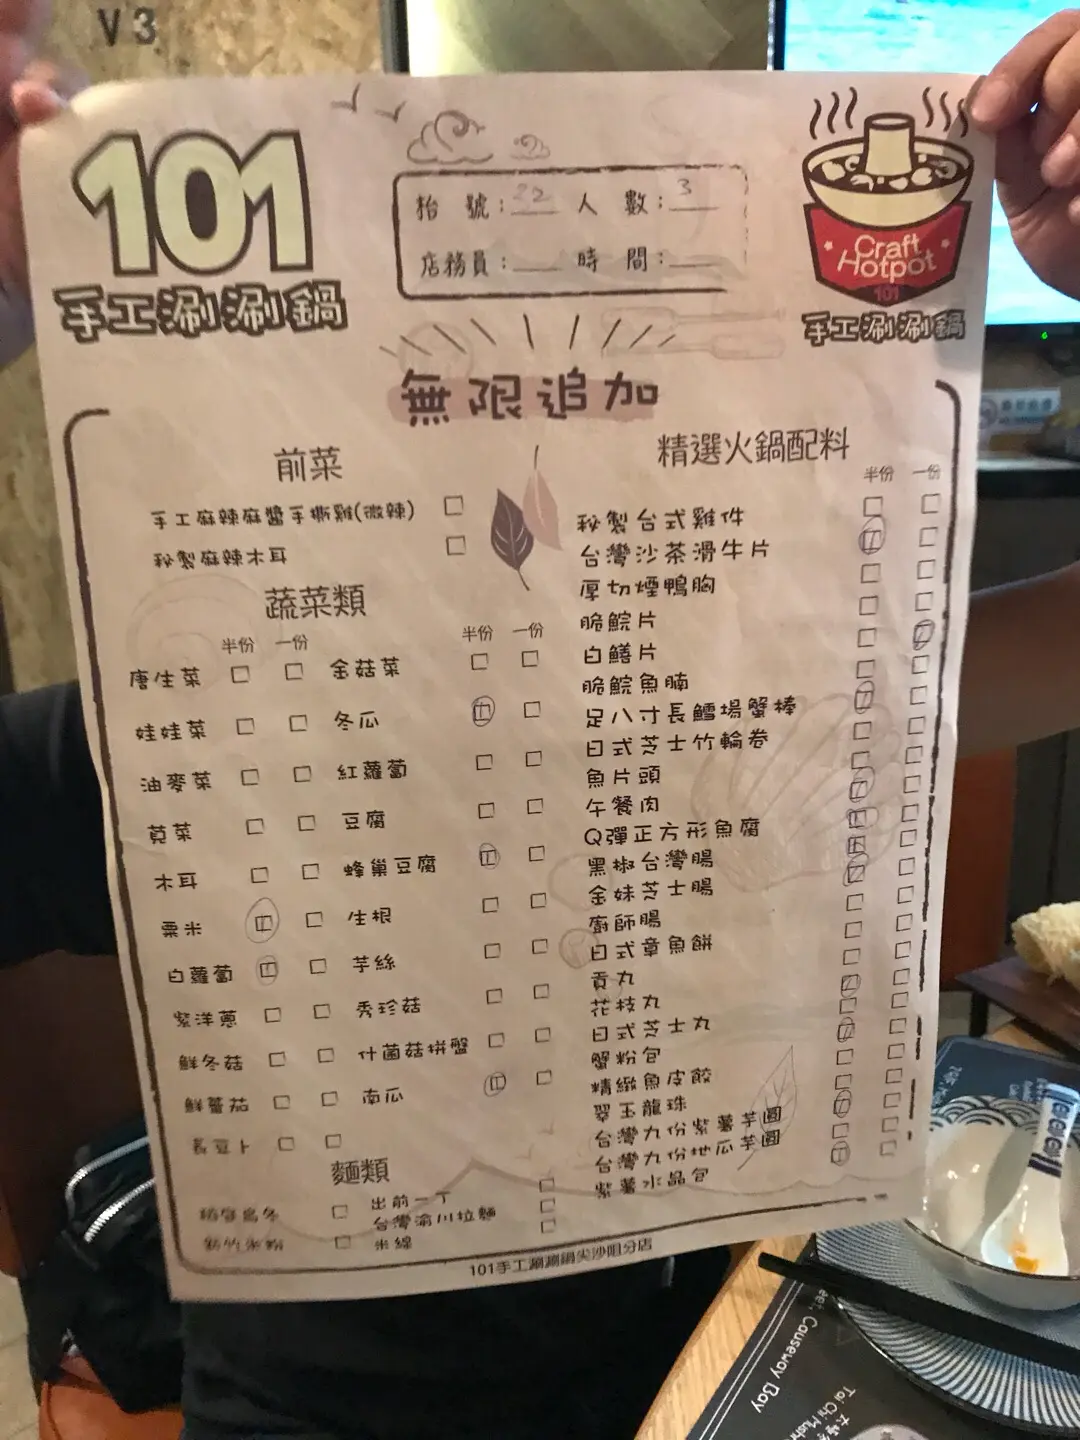 V3
101
手工涮涮鍋
枱 號：22 人 數：3
店務員：___ 時 間：___
Craft
Hotpot
101
手工涮涮鍋
無限追加
前菜
手工麻辣麻醬手撕雞(微辣)
秘製麻辣木耳
蔬菜類
半份 一份
唐生菜
娃娃菜
油麥菜
莧菜
木耳
粟米
白蘿蔔
紫洋蔥
鮮冬菇
鮮蕃茄
半份 一份
金菇菜
冬瓜
紅蘿蔔
豆腐
蜂巢豆腐
生根
芋絲
秀珍菇
什菌菇拼盤
南瓜
麵類
出前一丁
台灣渝川拉麵
米線
精選火鍋配料
半份 一份
秘製台式雞件
台灣沙茶滑牛片
厚切煙鴨胸
脆鯇片
白鱔片
脆鯇魚腩
足八寸長鱈場蟹棒
日式芝士竹輪卷
魚片頭
午餐肉
Q彈正方形魚腐
黑椒台灣腸
金妹芝士腸
廚師腸
日式章魚餅
貢丸
花枝丸
日式芝士丸
蟹粉包
精緻魚皮餃
翠玉龍珠
台灣九份紫薯芋圓
台灣九份地瓜芋圓
紫薯水晶包
101手工涮涮鍋尖沙咀分店
Causeway Bay
Tai Chi